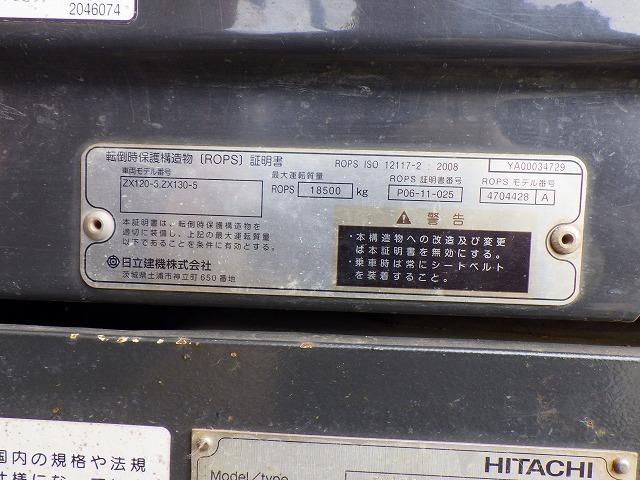 2046074
転倒時保護構造物 (ROPS) 証明書
ROPS ISO 12117-2 : 2008
YA00034729
車両モデル番号
ZX120-5,ZX130-5
最大運転質量
ROPS 18500 kg
ROPS 証明書番号
P06-11-025
ROPS モデル番号
4704428 A
本証明書は、転倒時保護構造物を
適切に装備し、上記の最大運転質量
以下であることを条件に有効とする。
日立建機株式会社
茨城県土浦市神立町 650 番地
警告
・本構造物への改造及び変更
は本証明書を無効にする。
・乗車時は常にシートベルト
を装着すること。
国内の規格や法規
HITACHI
Model/type